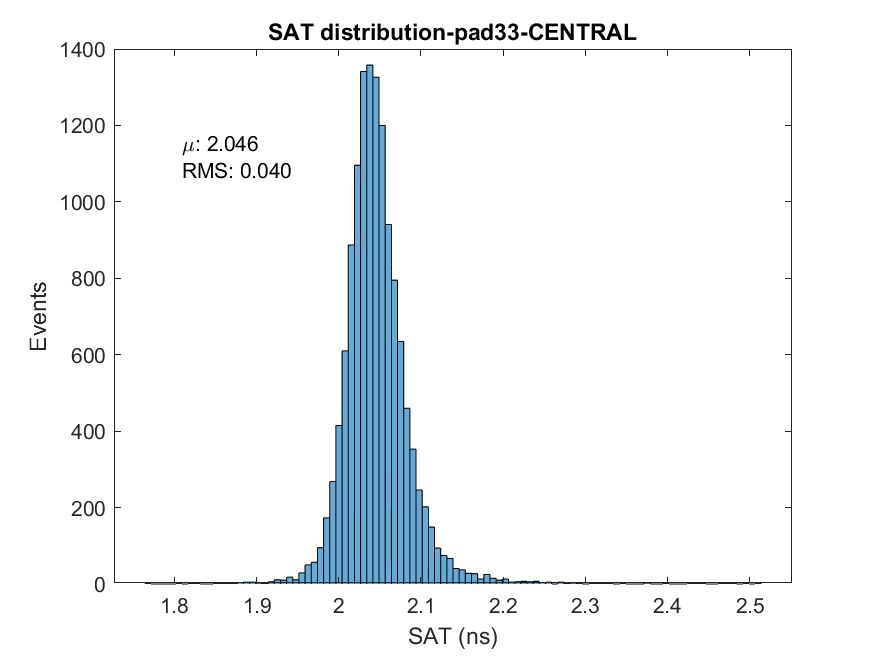 SAT distribution-pad33-CENTRAL
1400
1200
1000
800
600
400
200
0
Events
μ: 2.046
RMS: 0.040
1.8 1.9 2 2.1 2.2 2.3 2.4 2.5
SAT (ns)